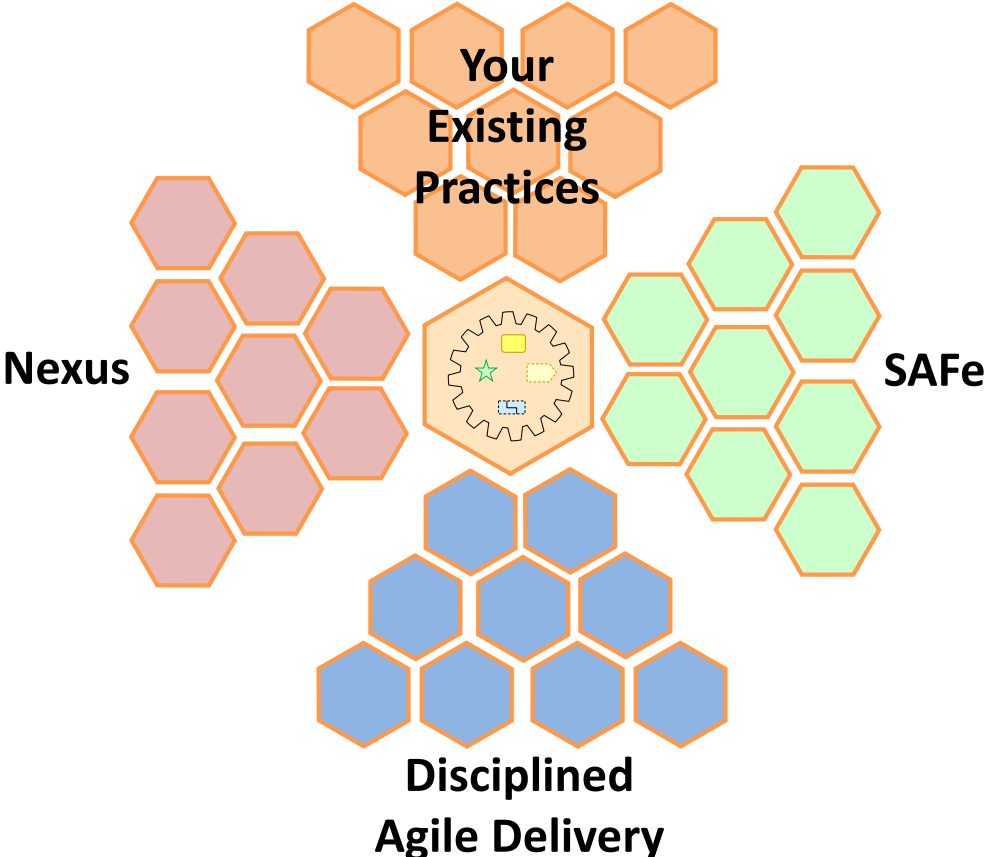 Your
Existing
Practices
Nexus
SAFe
Disciplined
Agile Delivery